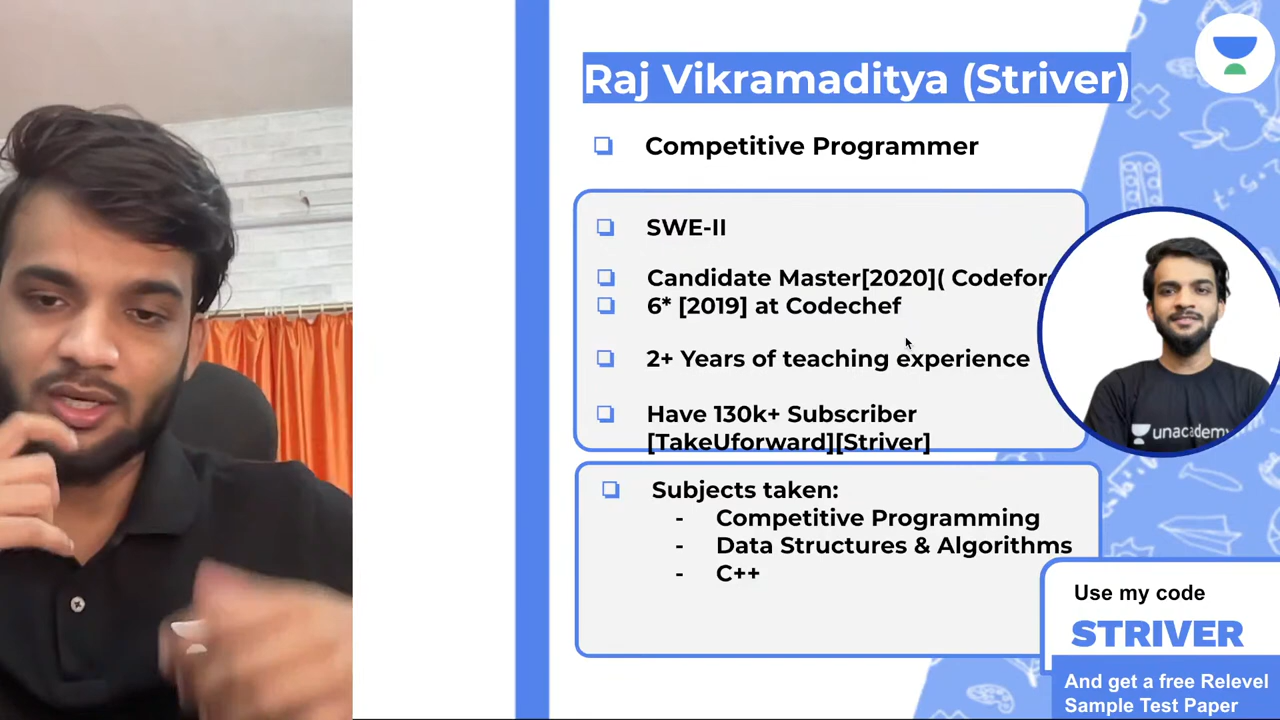 Raj Vikramaditya (Striver)
Competitive Programmer
SWE-II
Candidate Master[2020]( Codefor
6* [2019] at Codechef
2+ Years of teaching experience
Have 130k+ Subscriber
[TakeUforward][Striver]
unacademy
Subjects taken:
- Competitive Programming
- Data Structures & Algorithms
- C++
Use my code
STRIVER
And get a free Relevel
Sample Test Paper